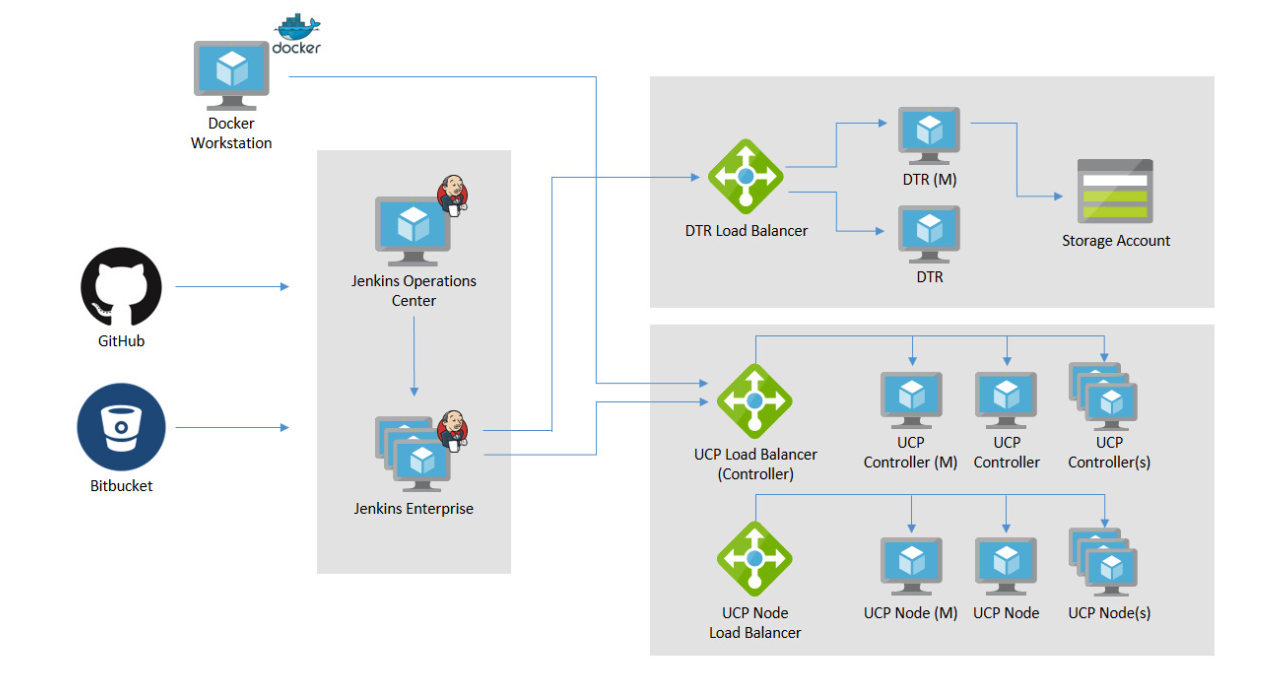 docker
Docker
Workstation
GitHub
Bitbucket
Jenkins Operations
Center
Jenkins Enterprise
DTR Load Balancer
DTR (M)
DTR
Storage Account
UCP Load Balancer
(Controller)
UCP
Controller (M)
UCP
Controller
UCP
Controller(s)
UCP Node
Load Balancer
UCP Node (M)
UCP Node
UCP Node(s)